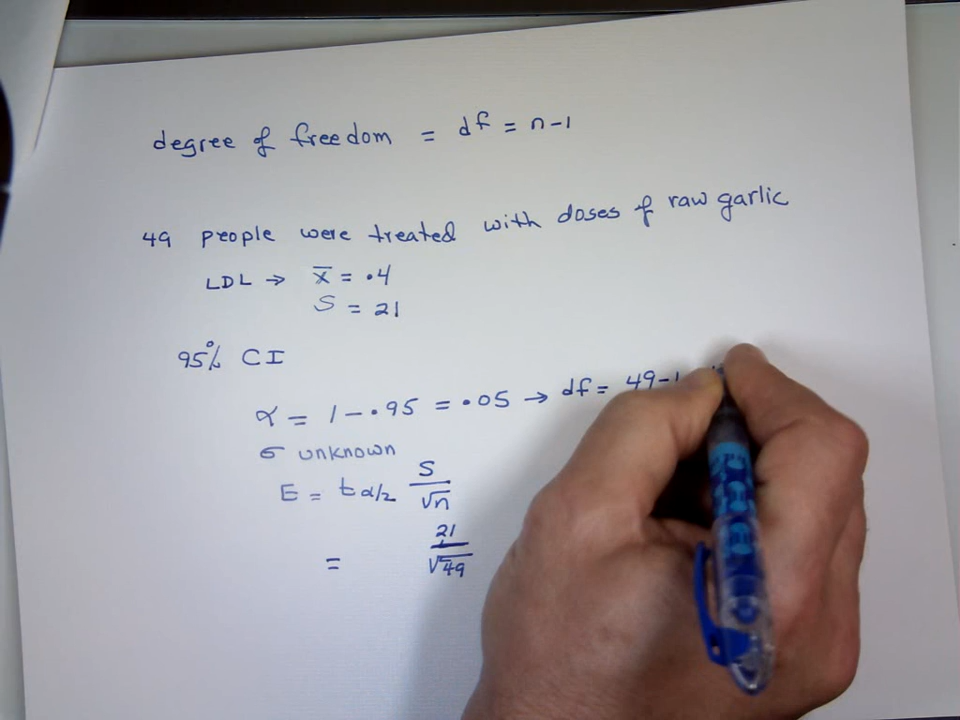 degree of freedom = df = n-1
49 people were treated with doses of raw garlic
LDL → x̄ = .4
S = 21
95% CI
α = 1 - .95 = .05 → df = 49-1
σ unknown
E = tα/2 S/√n
= 21/√49